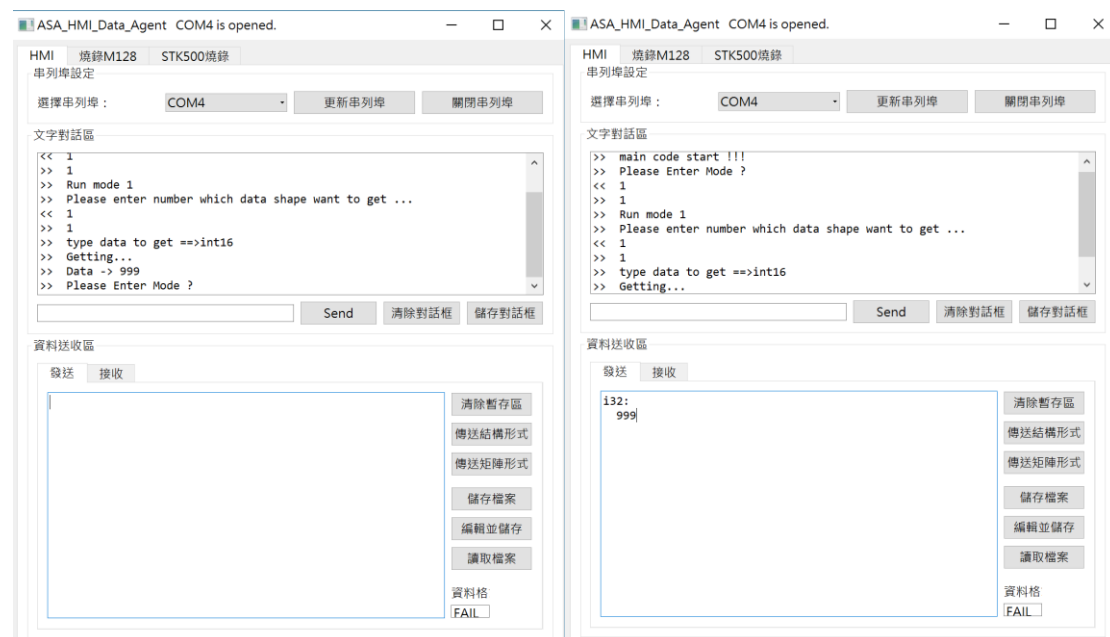 ASA_HMI_Data_Agent COM4 is opened.
HMI 燒錄M128 STK500燒錄
串列埠設定
選擇串列埠： COM4 更新串列埠 關閉串列埠
文字對話區
<< 1
>> 1
>> Run mode 1
>> Please enter number which data shape want to get ...
<< 1
>> 1
>> type data to get ==>int16
>> Getting...
>> Data -> 999
>> Please Enter Mode ?
Send 清除對話框 儲存對話框
資料送收區
發送 接收
清除暫存區
傳送結構形式
傳送矩陣形式
儲存檔案
編輯並儲存
讀取檔案
資料格
FAIL
ASA_HMI_Data_Agent COM4 is opened.
HMI 燒錄M128 STK500燒錄
串列埠設定
選擇串列埠： COM4 更新串列埠 關閉串列埠
文字對話區
>> main code start !!!
>> Please Enter Mode ?
<< 1
>> 1
>> Run mode 1
>> Please enter number which data shape want to get ...
<< 1
>> 1
>> type data to get ==>int16
>> Getting...
Send 清除對話框 儲存對話框
資料送收區
發送 接收
i32:
999
清除暫存區
傳送結構形式
傳送矩陣形式
儲存檔案
編輯並儲存
讀取檔案
資料格
FAIL